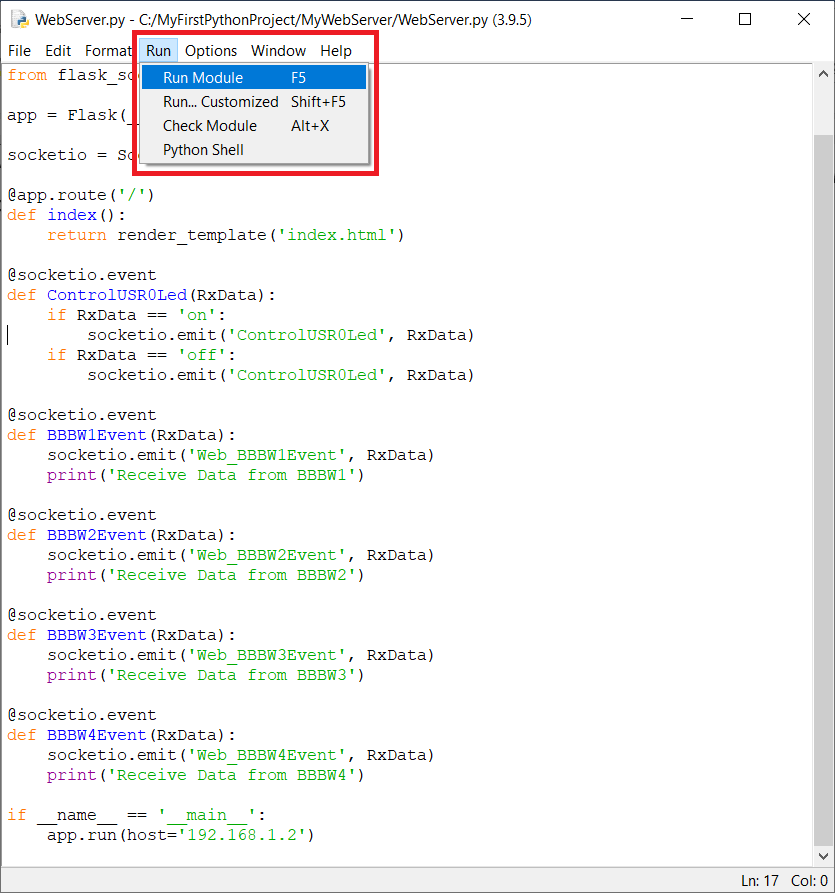 WebServer.py - C:/MyFirstPythonProject/MyWebServer/WebServer.py (3.9.5)
File Edit Format Run Options Window Help
Run Module F5
Run... Customized Shift+F5
Check Module Alt+X
Python Shell
from flask_so
app = Flask(_
socketio = So
@app.route('/')
def index():
    return render_template('index.html')
@socketio.event
def ControlUSR0Led(RxData):
    if RxData == 'on':
        socketio.emit('ControlUSR0Led', RxData)
    if RxData == 'off':
        socketio.emit('ControlUSR0Led', RxData)
@socketio.event
def BBBW1Event(RxData):
    socketio.emit('Web_BBBW1Event', RxData)
    print('Receive Data from BBBW1')
@socketio.event
def BBBW2Event(RxData):
    socketio.emit('Web_BBBW2Event', RxData)
    print('Receive Data from BBBW2')
@socketio.event
def BBBW3Event(RxData):
    socketio.emit('Web_BBBW3Event', RxData)
    print('Receive Data from BBBW3')
@socketio.event
def BBBW4Event(RxData):
    socketio.emit('Web_BBBW4Event', RxData)
    print('Receive Data from BBBW4')
if __name__ == '__main__':
    app.run(host='192.168.1.2')
Ln: 17 Col: 0